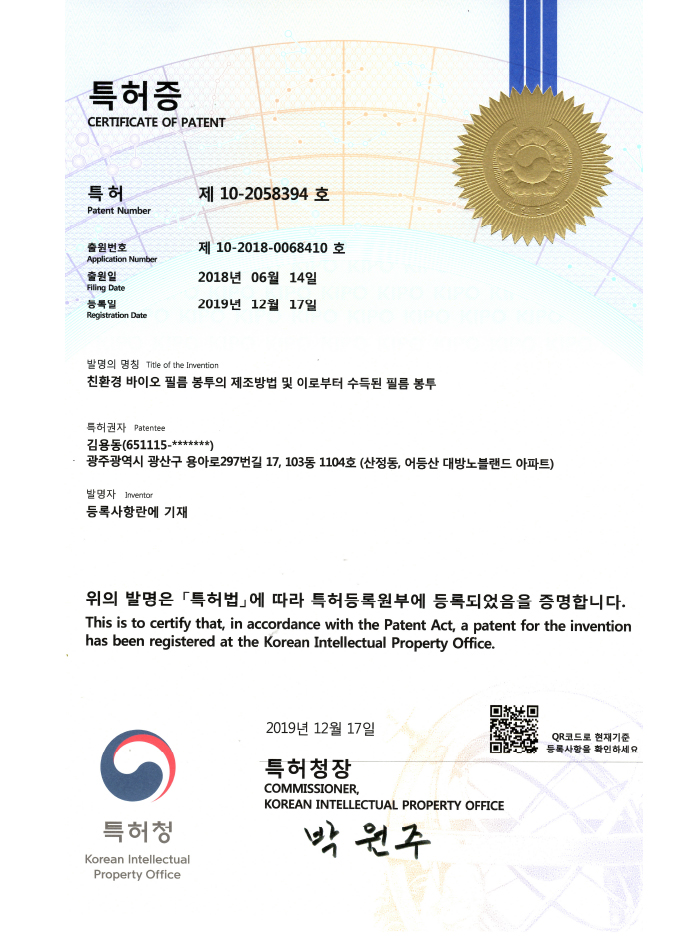 특허증
CERTIFICATE OF PATENT
특허 제 10-2058394 호
Patent Number
출원번호 제 10-2018-0068410 호
Application Number
출원일 2018년 06월 14일
Filing Date
등록일 2019년 12월 17일
Registration Date
발명의 명칭 Title of the Invention
친환경 바이오 필름 봉투의 제조방법 및 이로부터 수득된 필름 봉투
특허권자 Patentee
김용동(651115-*******)
광주광역시 광산구 용아로297번길 17, 103동 1104호 (산정동, 어등산 대방노블랜드 아파트)
발명자 Inventor
등록사항란에 기재
위의 발명은 「특허법」에 따라 특허등록원부에 등록되었음을 증명합니다.
This is to certify that, in accordance with the Patent Act, a patent for the invention
has been registered at the Korean Intellectual Property Office.
2019년 12월 17일
QR코드로 현재기준
등록사항을 확인하세요
특허청장
COMMISSIONER,
KOREAN INTELLECTUAL PROPERTY OFFICE
박원주
특허청
Korean Intellectual
Property Office